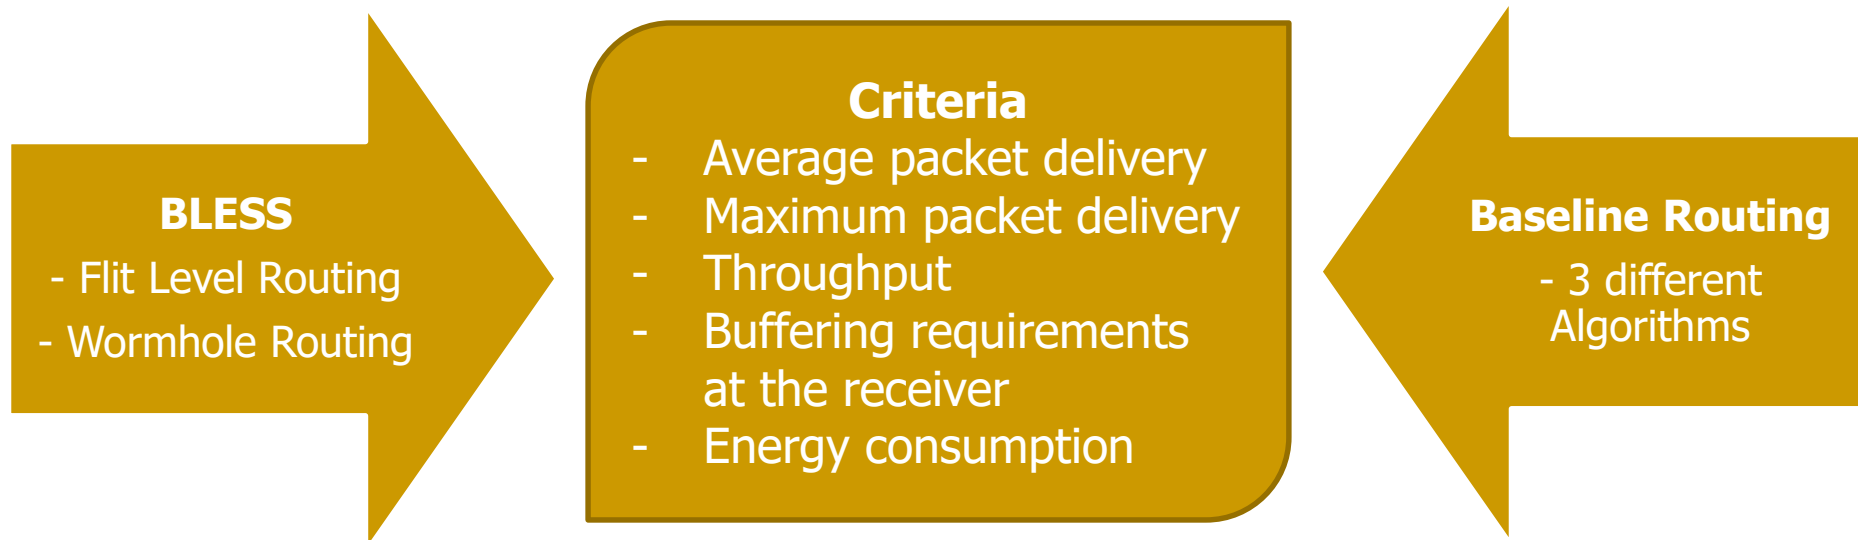 BLESS
- Flit Level Routing
- Wormhole Routing
Criteria
- Average packet delivery
- Maximum packet delivery
- Throughput
- Buffering requirements
at the receiver
- Energy consumption
Baseline Routing
- 3 different
Algorithms